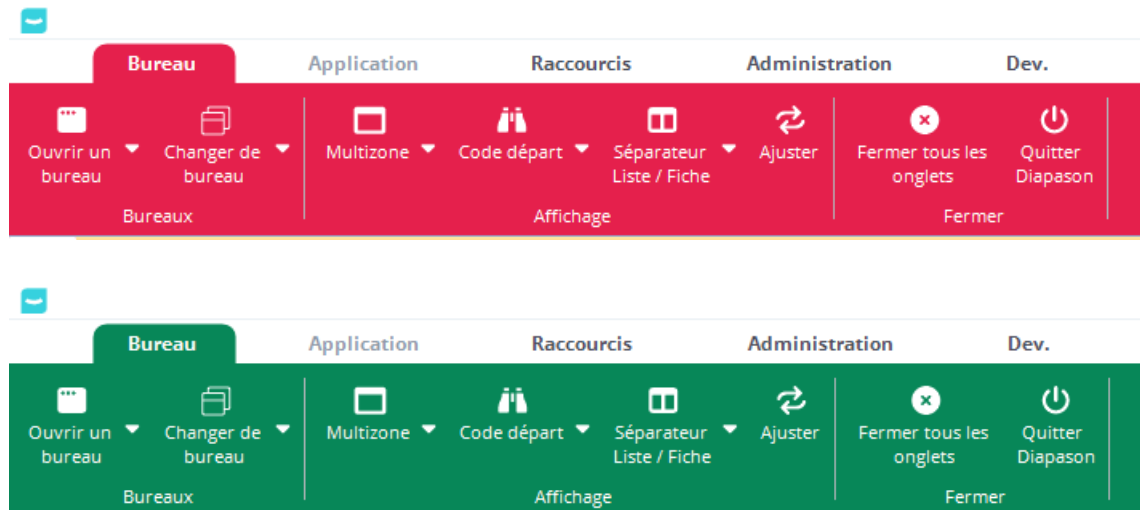 Bureau Application Raccourcis Administration Dev.
Ouvrir un Changer de Multizone Code départ Séparateur Ajuster Fermer tous les Quitter
bureau bureau Liste / Fiche onglets Diapason
Bureaux Affichage Fermer
Bureau Application Raccourcis Administration Dev.
Ouvrir un Changer de Multizone Code départ Séparateur Ajuster Fermer tous les Quitter
bureau bureau Liste / Fiche onglets Diapason
Bureaux Affichage Fermer